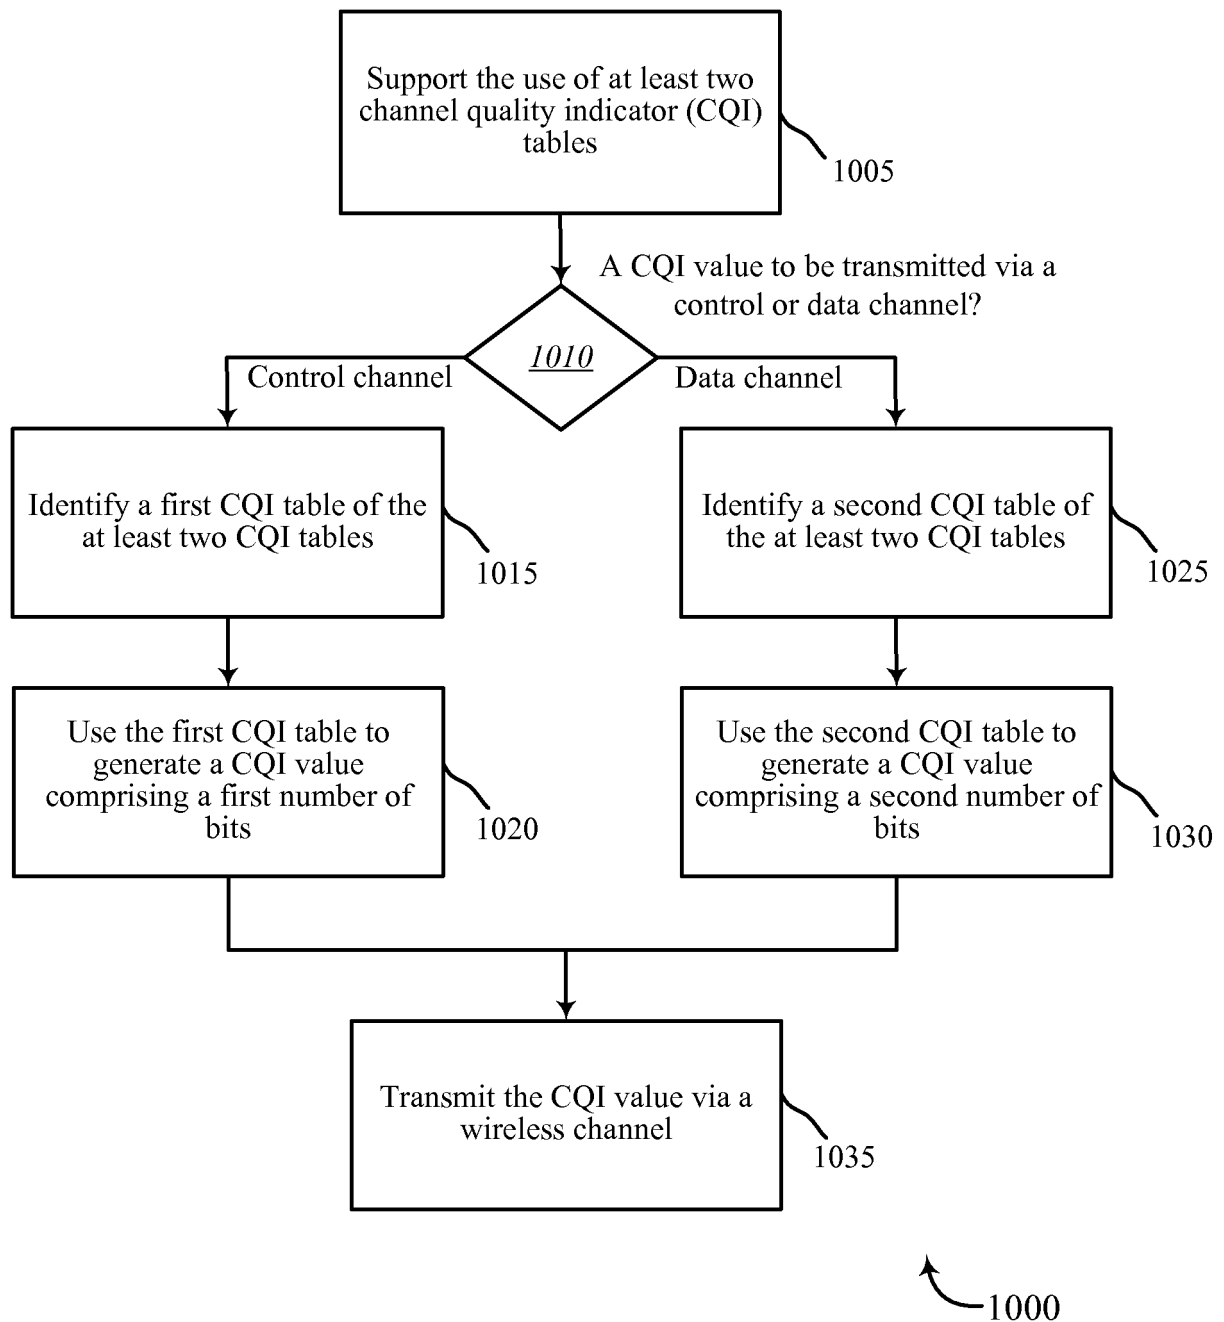 Support the use of at least two
channel quality indicator (CQI)
tables
1005
A CQI value to be transmitted via a
control or data channel?
1010
Control channel
Data channel
Identify a first CQI table of the
at least two CQI tables
1015
Identify a second CQI table of
the at least two CQI tables
1025
Use the first CQI table to
generate a CQI value
comprising a first number of
bits
1020
Use the second CQI table to
generate a CQI value
comprising a second number of
bits
1030
Transmit the CQI value via a
wireless channel
1035
1000